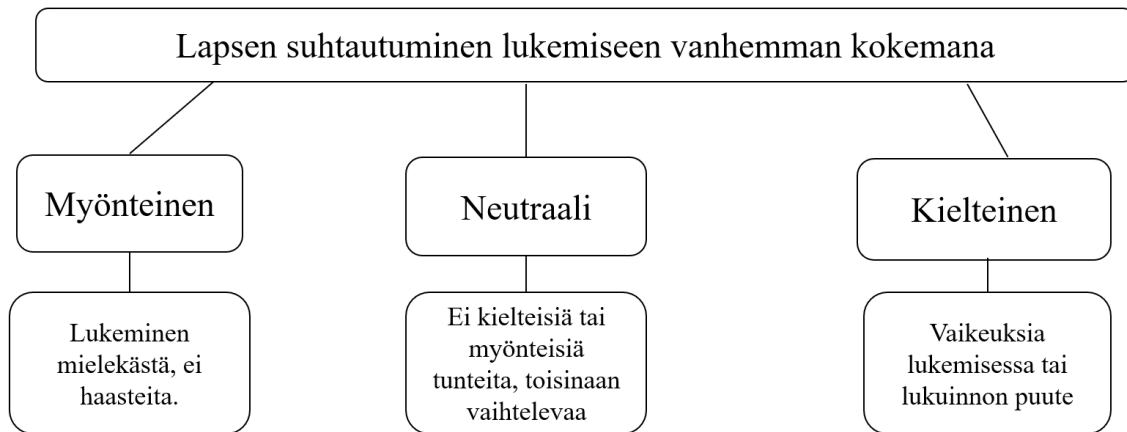 Lapsen suhtautuminen lukemiseen vanhemman kokemana
Myönteinen
Neutraali
Kielteinen
Lukeminen
mielekästä, ei
haasteita.
Ei kielteisiä tai
myönteisiä
tunteita, toisinaan
vaihtelevaa
Vaikeuksia
lukemisessa tai
lukuinnon puute